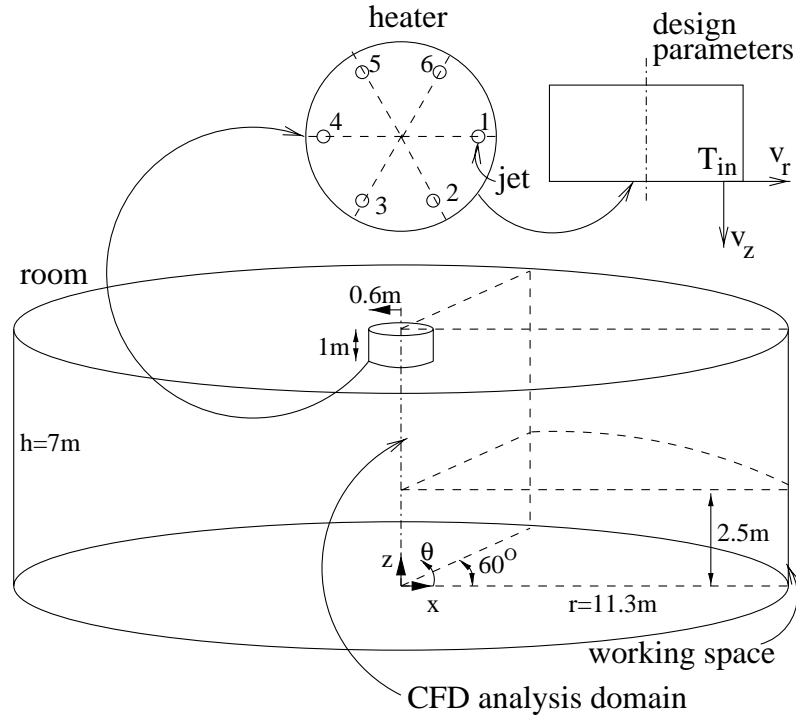 heater
design
parameters
5
6
4
1
3
2
jet
T_in
v_r
v_z
room
0.6m
1m
h=7m
2.5m
z
θ
60^O
x
r=11.3m
working space
CFD analysis domain